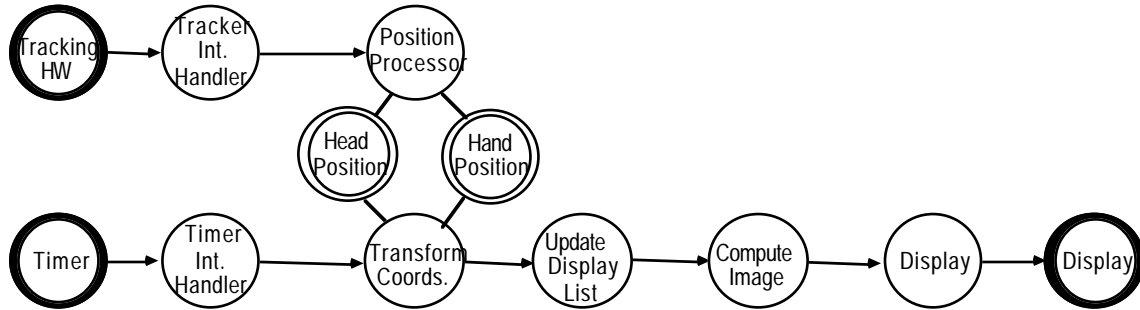 Tracking
HW
Tracker
Int.
Handler
Position
Processor
Head
Position
Hand
Position
Timer
Timer
Int.
Handler
Transform
Coords.
Update
Display
List
Compute
Image
Display
Display